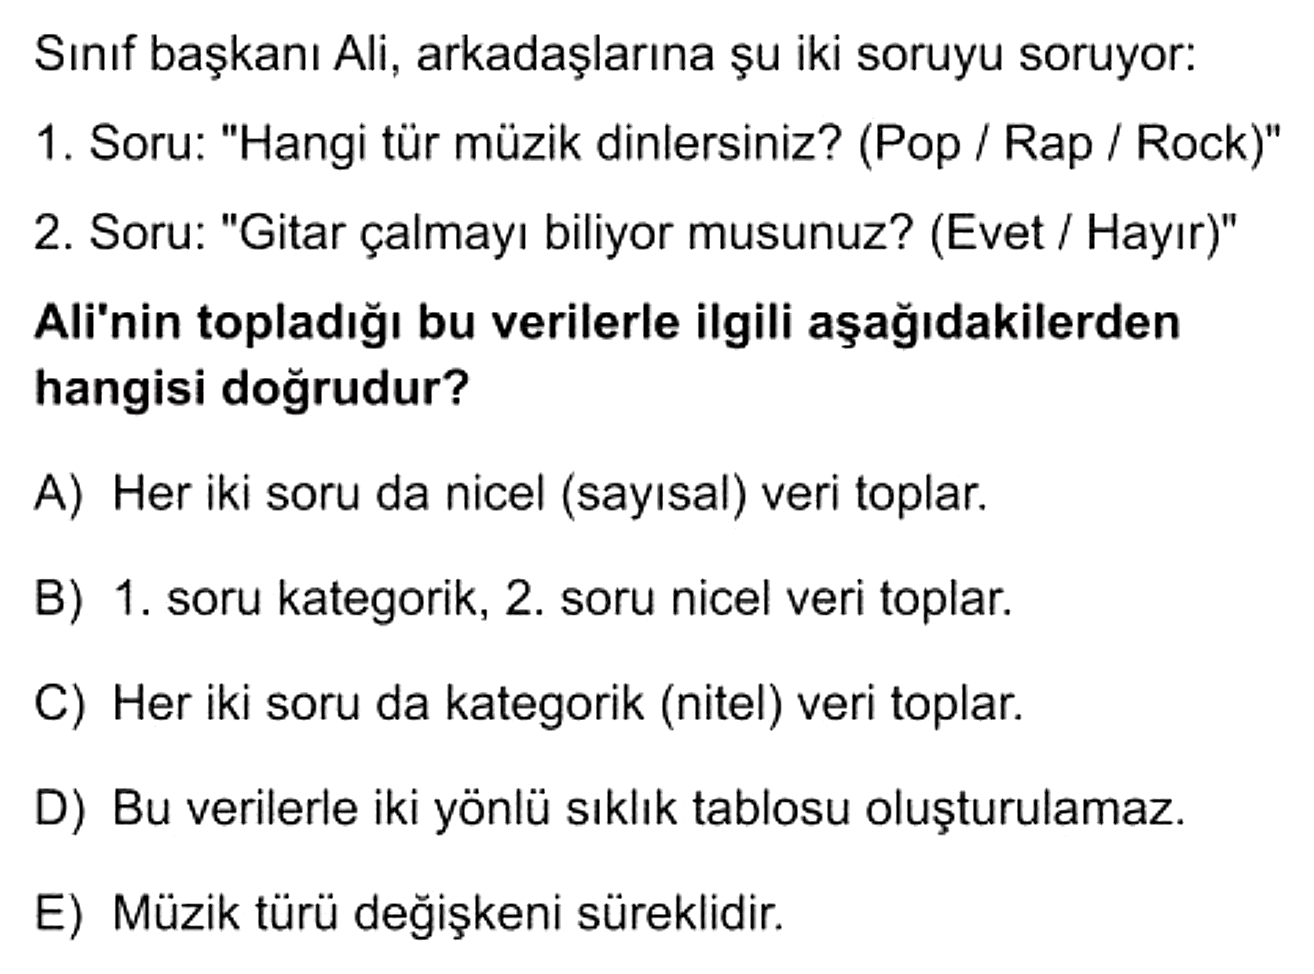 Sınıf başkanı Ali, arkadaşlarına şu iki soruyu soruyor:
1. Soru: "Hangi tür müzik dinlersiniz? (Pop / Rap / Rock)"
2. Soru: "Gitar çalmayı biliyor musunuz? (Evet / Hayır)"
Ali'nin topladığı bu verilerle ilgili aşağıdakilerden
hangisi doğrudur?
A) Her iki soru da nicel (sayısal) veri toplar.
B) 1. soru kategorik, 2. soru nicel veri toplar.
C) Her iki soru da kategorik (nitel) veri toplar.
D) Bu verilerle iki yönlü sıklık tablosu oluşturulamaz.
E) Müzik türü değişkeni süreklidir.